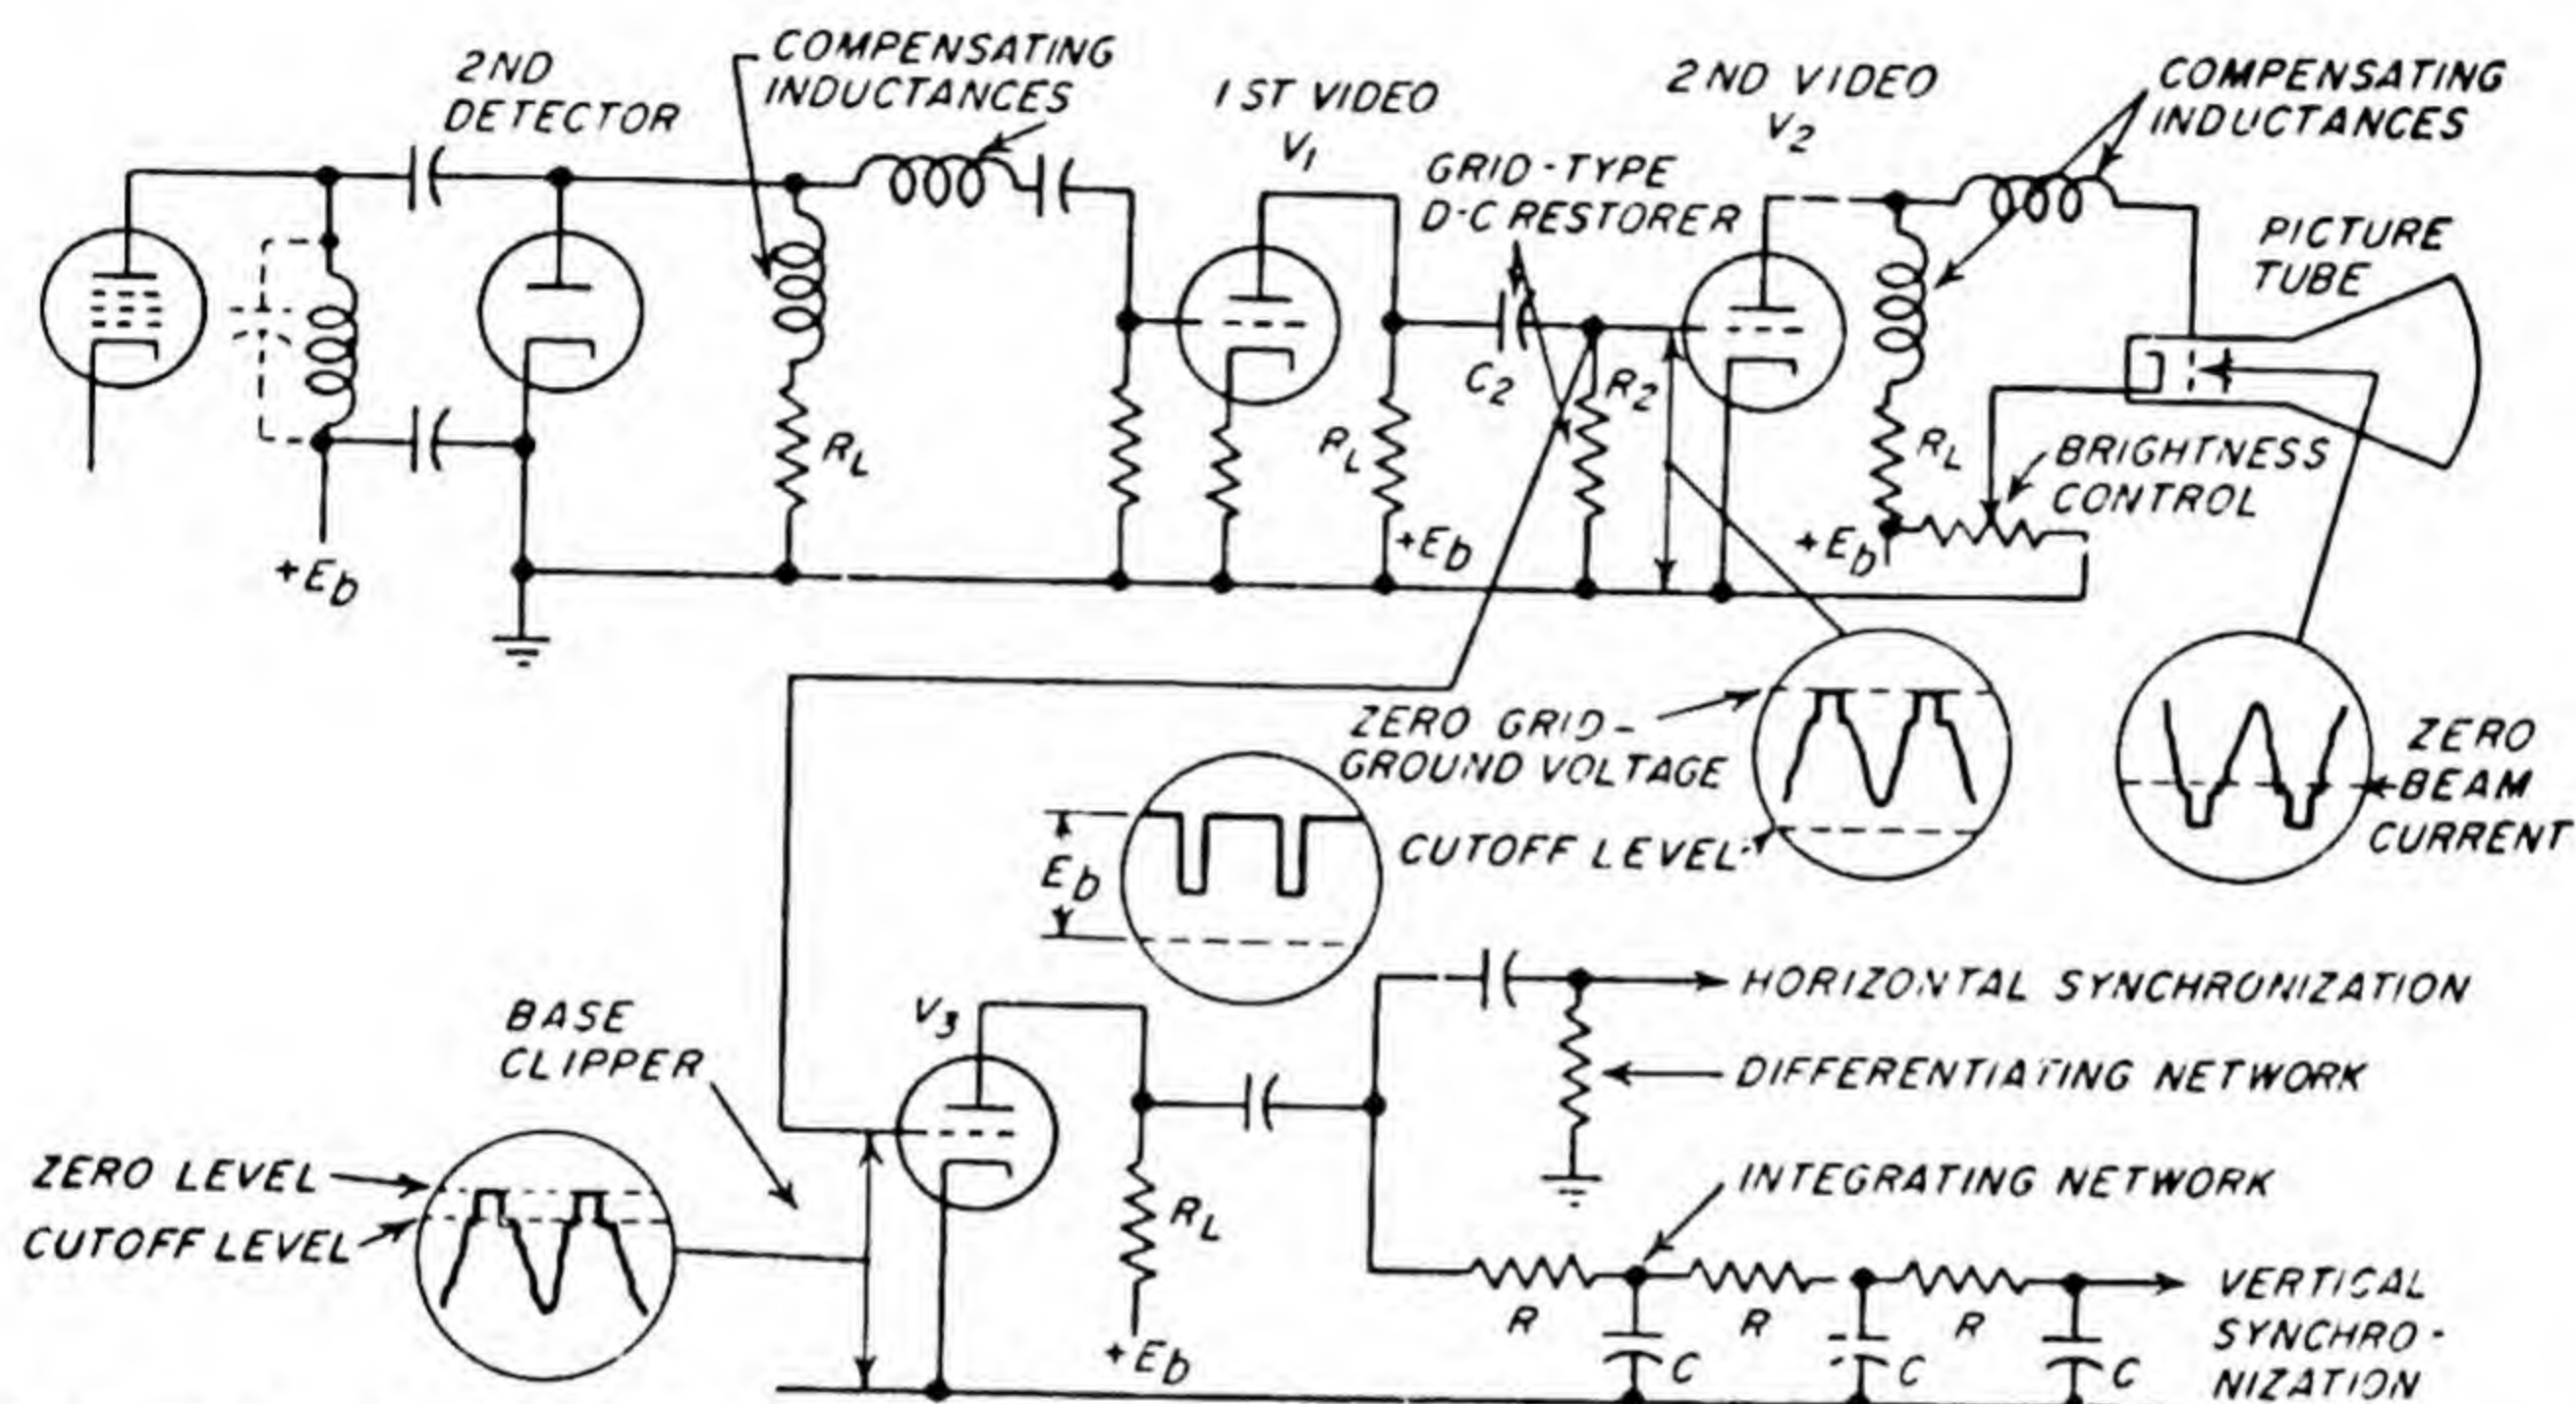 2ND
DETECTOR
COMPENSATING
INDUCTANCES
1ST VIDEO
V1
2ND VIDEO
V2
COMPENSATING
INDUCTANCES
GRID-TYPE
D-C RESTORER
PICTURE
TUBE
C2
R2
RL
RL
RL
BRIGHTNESS
CONTROL
+Eb
+Eb
+Eb
ZERO GRID-
GROUND VOLTAGE
CUTOFF LEVEL
ZERO
BEAM
CURRENT
Eb
BASE
CLIPPER
V3
HORIZONTAL SYNCHRONIZATION
DIFFERENTIATING NETWORK
ZERO LEVEL
CUTOFF LEVEL
RL
+Eb
INTEGRATING NETWORK
R
R
R
C
C
C
VERTICAL
SYNCHRO-
NIZATION